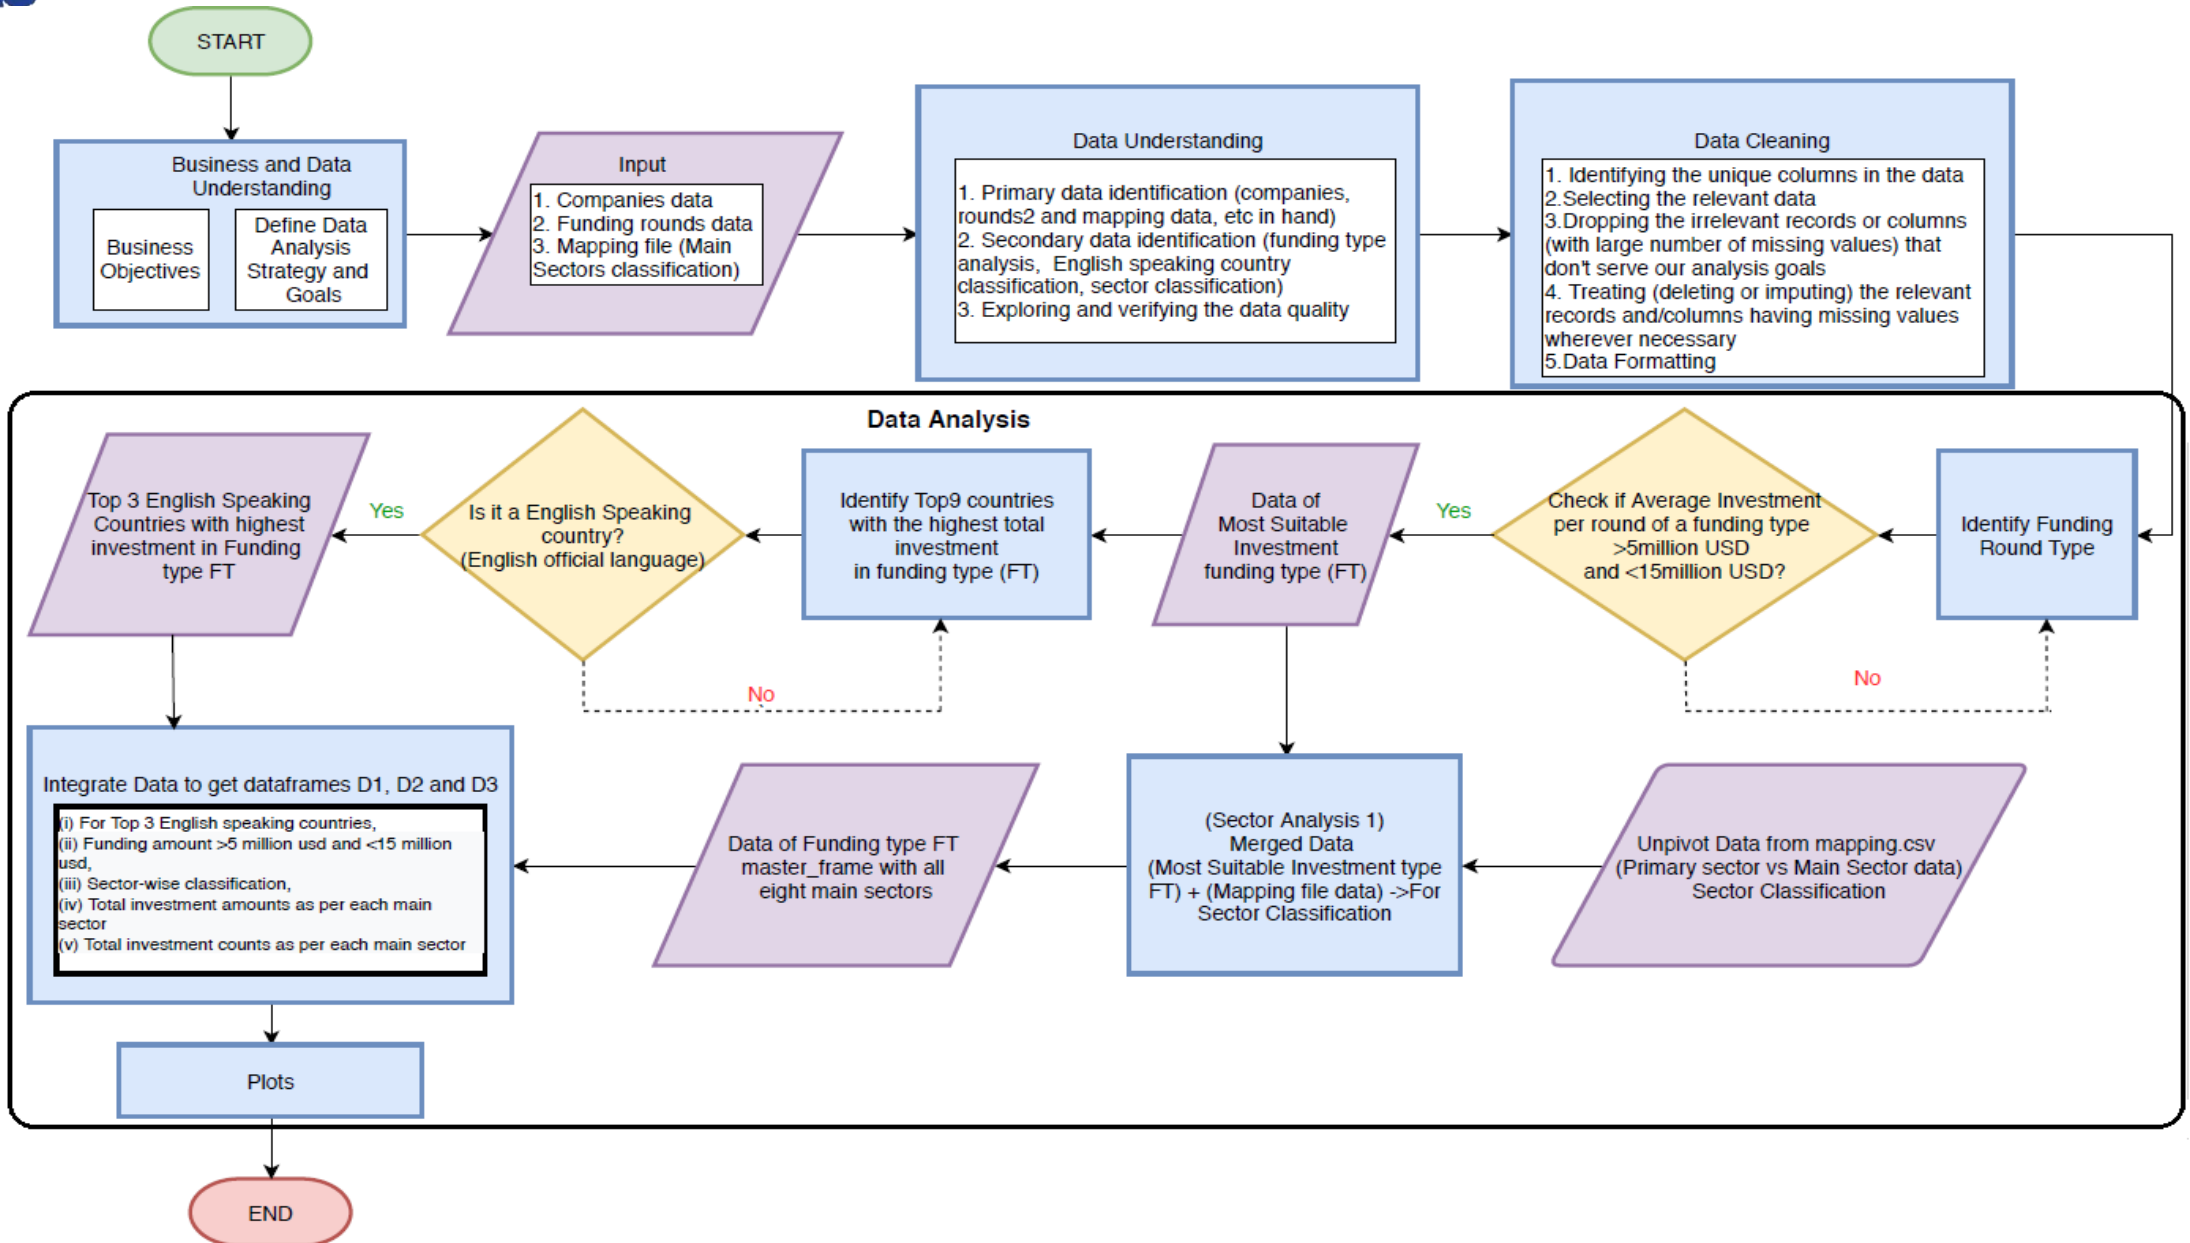 START
Business and Data
Understanding
Business
Objectives
Define Data
Analysis
Strategy and
Goals
Input
1. Companies data
2. Funding rounds data
3. Mapping file (Main
Sectors classification)
Data Understanding
1. Primary data identification (companies,
rounds2 and mapping data, etc in hand)
2. Secondary data identification (funding type
analysis, English speaking country
classification, sector classification)
3. Exploring and verifying the data quality
Data Cleaning
1. Identifying the unique columns in the data
2.Selecting the relevant data
3.Dropping the irrelevant records or columns
(with large number of missing values) that
don't serve our analysis goals
4. Treating (deleting or imputing) the relevant
records and/columns having missing values
wherever necessary
5.Data Formatting
Data Analysis
Identify Funding
Round Type
Check if Average Investment
per round of a funding type
>5million USD
and <15million USD?
Yes
No
Data of
Most Suitable
Investment
funding type (FT)
Identify Top9 countries
with the highest total
investment
in funding type (FT)
Is it a English Speaking
country?
(English official language)
Yes
No
Top 3 English Speaking
Countries with highest
investment in Funding
type FT
Unpivot Data from mapping.csv
(Primary sector vs Main Sector data)
Sector Classification
(Sector Analysis 1)
Merged Data
(Most Suitable Investment type
FT) + (Mapping file data) ->For
Sector Classification
Data of Funding type FT
master_frame with all
eight main sectors
Integrate Data to get dataframes D1, D2 and D3
(i) For Top 3 English speaking countries,
(ii) Funding amount >5 million usd and <15 million
usd,
(iii) Sector-wise classification,
(iv) Total investment amounts as per each main
sector
(v) Total investment counts as per each main sector
Plots
END